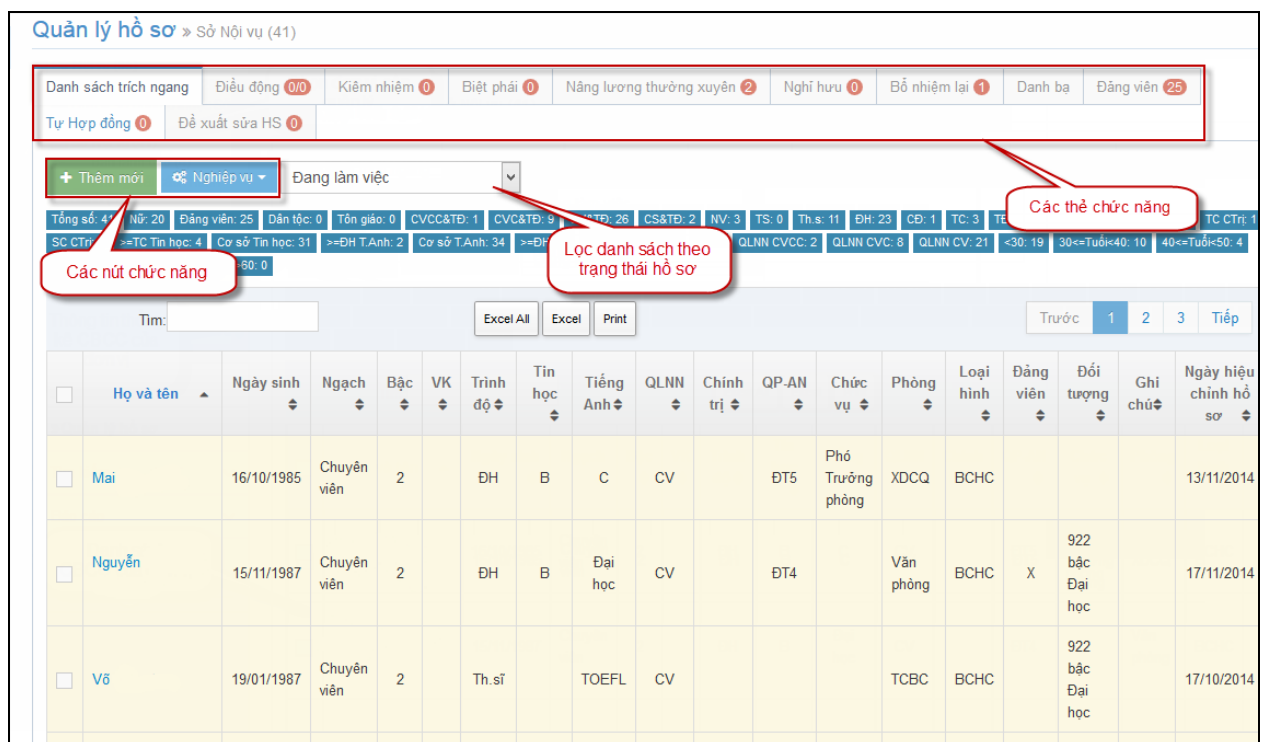 Quản lý hồ sơ » Sở Nội vụ (41)
Danh sách trích ngang Điều động 0/0 Kiêm nhiệm 0 Biệt phái 0 Nâng lương thường xuyên 2 Nghỉ hưu 0 Bổ nhiệm lại 1 Danh bạ Đảng viên 25
Tự Hợp đồng 0 Đề xuất sửa HS 0
Các thẻ chức năng
+ Thêm mới Nghiệp vụ Đang làm việc
Tổng số: 41 Nữ: 20 Đảng viên: 25 Dân tộc: 0 Tôn giáo: 0 CVCC&TĐ: 1 CVC&TĐ: 9 &TĐ: 26 CS&TĐ: 2 NV: 3 TS: 0 Th.s: 11 ĐH: 23 CĐ: 1 TC: 3 TC CTrị: 1
SC CTrị >=TC Tin học: 4 Cơ sở Tin học: 31 >=ĐH T.Anh: 2 Cơ sở T.Anh: 34 >=ĐH QLNN CVCC: 2 QLNN CVC: 8 QLNN CV: 21 <30: 19 30<=Tuổi<40: 10 40<=Tuổi<50: 4
60: 0
Các nút chức năng
Lọc danh sách theo
trạng thái hồ sơ
Tìm: Excel All Excel Print Trước 1 2 3 Tiếp
Họ và tên Ngày sinh Ngạch Bậc VK Trình độ Tin học Tiếng Anh QLNN Chính trị QP-AN Chức vụ Phòng Loại hình Đảng viên Đối tượng Ghi chú Ngày hiệu chỉnh hồ sơ
Mai 16/10/1985 Chuyên viên 2 ĐH B C CV ĐT5 Phó Trưởng phòng XDCQ BCHC 13/11/2014
Nguyễn 15/11/1987 Chuyên viên 2 ĐH B Đại học CV ĐT4 Văn phòng BCHC X 922 bậc Đại học 17/11/2014
Võ 19/01/1987 Chuyên viên 2 Th.sĩ TOEFL CV TCBC BCHC 922 bậc Đại học 17/10/2014